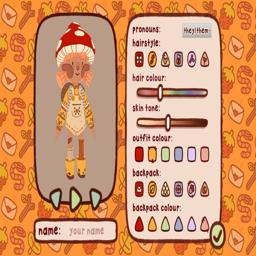 pronouns: they/them
hairstyle:
hair colour:
skin tone:
outfit colour:
backpack:
backpack colour:
name: your name